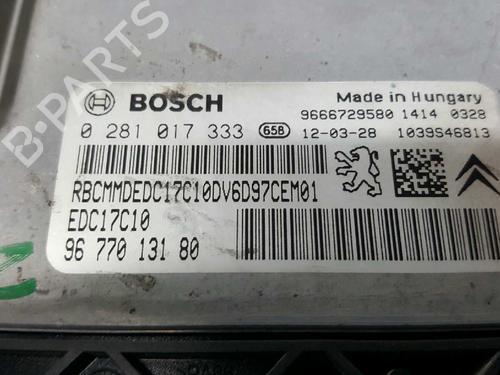 BOSCH
Made in Hungary
9666729580 1414 0328
0 281 017 333 658 12-03-28 1039S46813
RBCMMDEDC17C10DV6D97CEM01
EDC17C10
96 770 131 80
B-PARTS